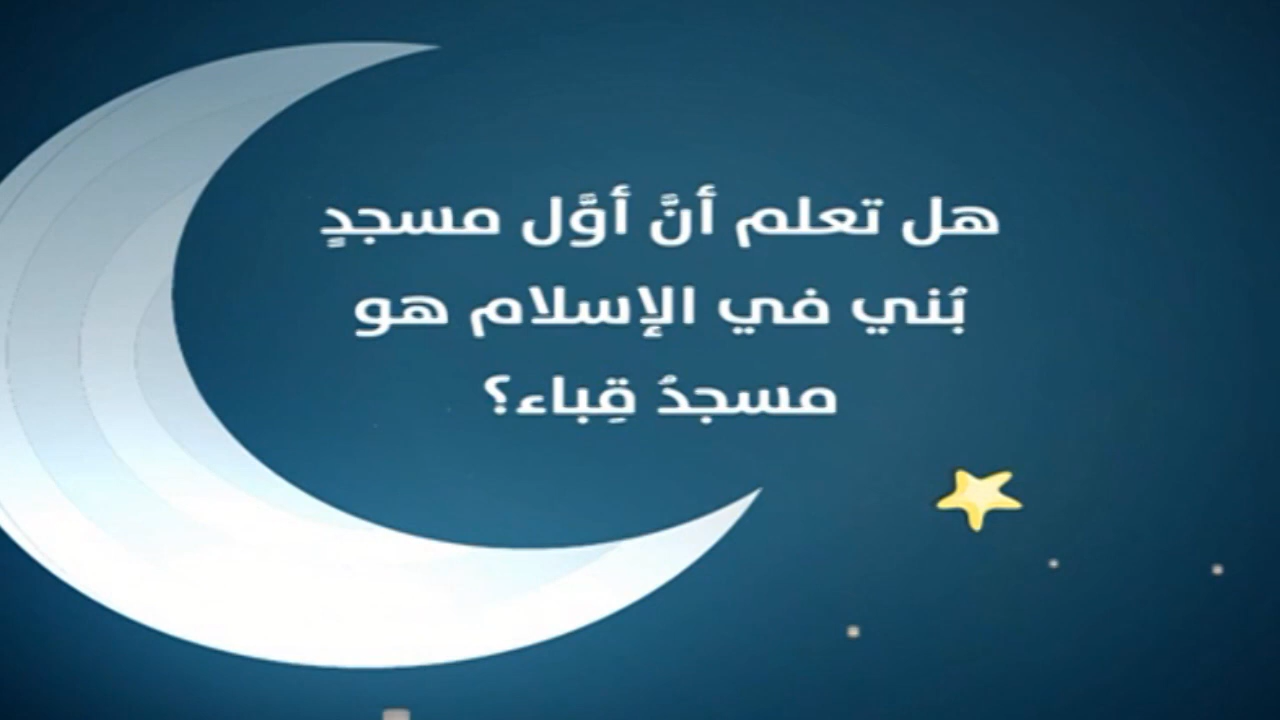 هل تعلم أنَّ أوَّل مسجدٍ
بُني في الإسلام هو
مسجدُ قِباء؟